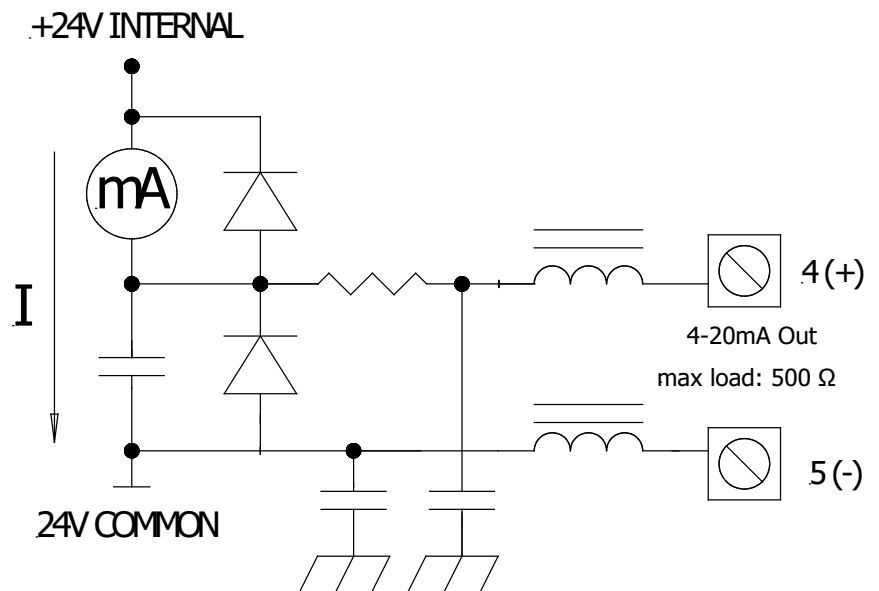 +24V INTERNAL
mA
I
4 (+)
4-20mA Out
max load: 500 Ω
5 (-)
24V COMMON